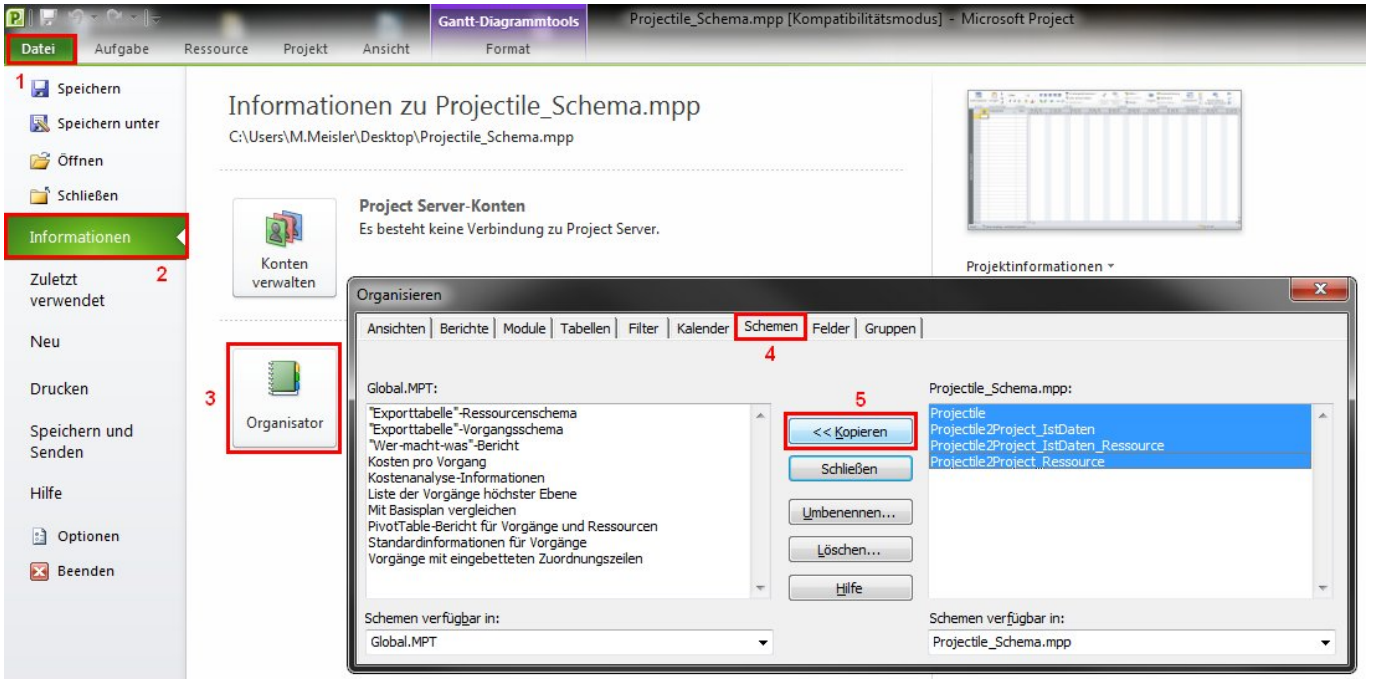 Gantt-Diagrammtools
Projectile_Schema.mpp [Kompatibilitätsmodus] - Microsoft Project
Datei
Aufgabe
Ressource
Projekt
Ansicht
Format
1
Speichern
Speichern unter
Öffnen
Schließen
Informationen
2
Zuletzt
verwendet
Neu
Drucken
Speichern und
Senden
Hilfe
Optionen
Beenden
Informationen zu Projectile_Schema.mpp
C:\Users\M.Meisler\Desktop\Projectile_Schema.mpp
Konten
verwalten
Project Server-Konten
Es besteht keine Verbindung zu Project Server.
3
Organisator
Projektinformationen
Organisieren
Ansichten
Berichte
Module
Tabellen
Filter
Kalender
Schemen
Felder
Gruppen
4
Global.MPT:
"Exporttabelle"-Ressourcenschema
"Exporttabelle"-Vorgangsschema
"Wer-macht-was"-Bericht
Kosten pro Vorgang
Kostenanalyse-Informationen
Liste der Vorgänge höchster Ebene
Mit Basisplan vergleichen
PivotTable-Bericht für Vorgänge und Ressourcen
Standardinformationen für Vorgänge
Vorgänge mit eingebetteten Zuordnungszeilen
Schemen verfügbar in:
Global.MPT
5
<< Kopieren
Schließen
Umbenennen...
Löschen...
Hilfe
Projectile_Schema.mpp:
Projectile
Projectile2Project_IstDaten
Projectile2Project_IstDaten_Ressource
Projectile2Project_Ressource
Schemen verfügbar in:
Projectile_Schema.mpp